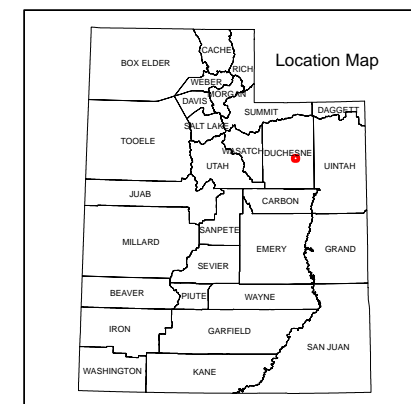 Location Map
CACHE
BOX ELDER
RICH
WEBER
MORGAN
DAVIS
SUMMIT
DAGGETT
SALT LAKE
TOOELE
WASATCH
DUCHESNE
UTAH
UINTAH
JUAB
CARBON
SANPETE
MILLARD
EMERY
GRAND
SEVIER
BEAVER
PIUTE
WAYNE
IRON
GARFIELD
SAN JUAN
WASHINGTON
KANE